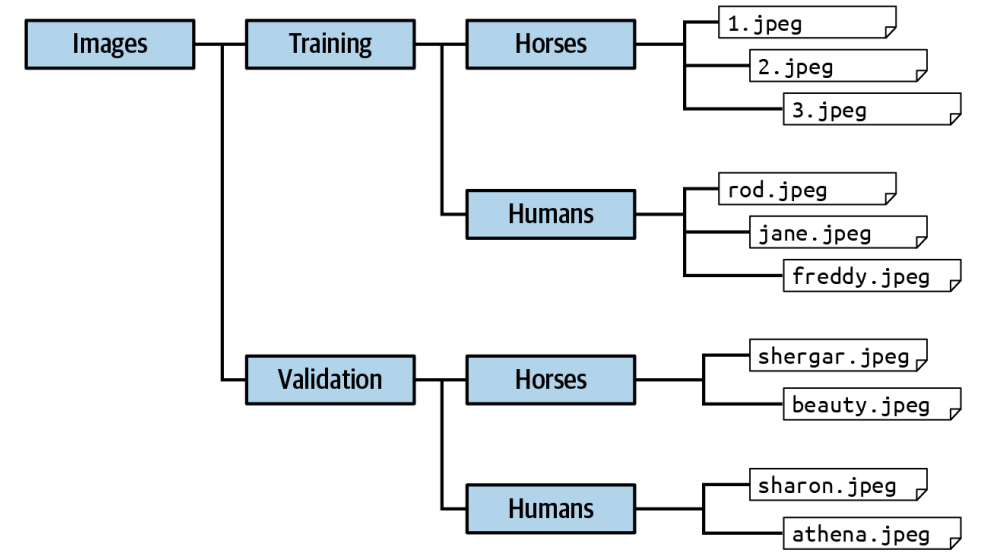 Images
Training
Horses
1.jpeg
2.jpeg
3.jpeg
Humans
rod.jpeg
jane.jpeg
freddy.jpeg
Validation
Horses
shergar.jpeg
beauty.jpeg
Humans
sharon.jpeg
athena.jpeg